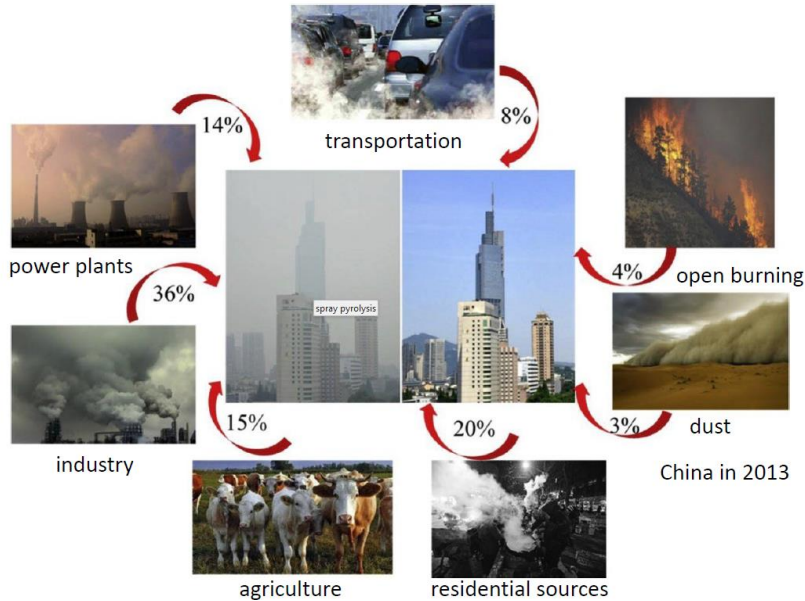 transportation
14%
8%
power plants
36%
4%
open burning
spray pyrolysis
15%
20%
3%
dust
industry
China in 2013
agriculture
residential sources